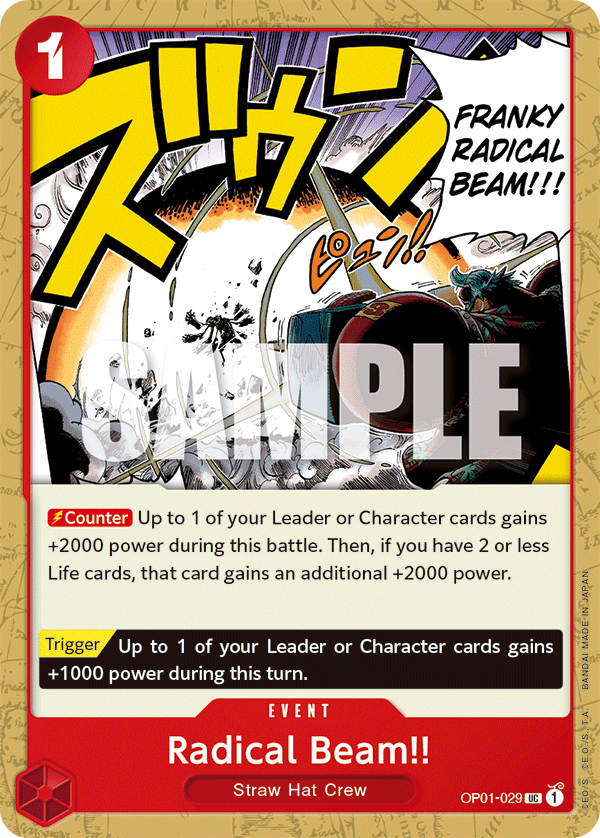 1
ズドゥン
FRANKY
RADICAL
BEAM!!!
ピュン!!
SAMPLE
Counter Up to 1 of your Leader or Character cards gains
+2000 power during this battle. Then, if you have 2 or less
Life cards, that card gains an additional +2000 power.
Trigger Up to 1 of your Leader or Character cards gains
+1000 power during this turn.
EVENT
Radical Beam!!
Straw Hat Crew
OP01-029 UC 1
BANDAI MADE IN JAPAN